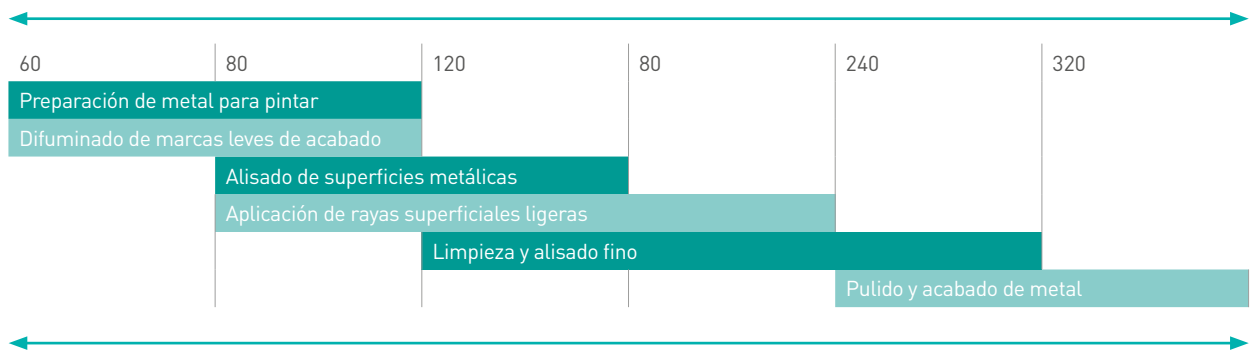 60 80 120 80 240 320
Preparación de metal para pintar
Difuminado de marcas leves de acabado
Alisado de superficies metálicas
Aplicación de rayas superficiales ligeras
Limpieza y alisado fino
Pulido y acabado de metal